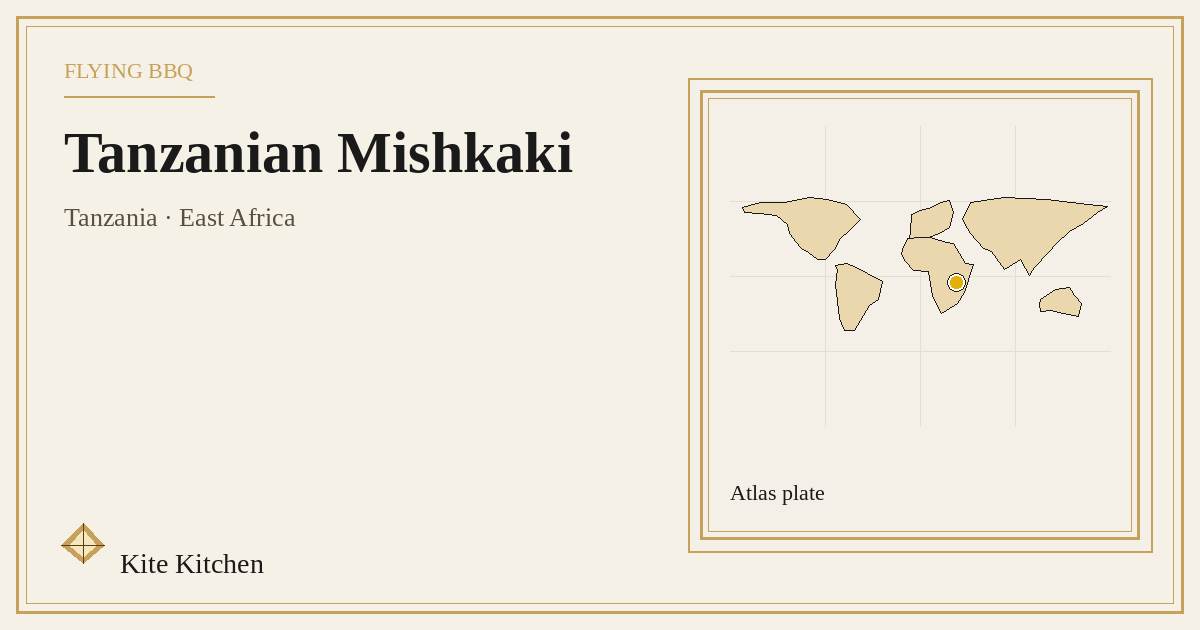 FLYING BBQ
Tanzanian Mishkaki
Tanzania · East Africa
Atlas plate
Kite Kitchen